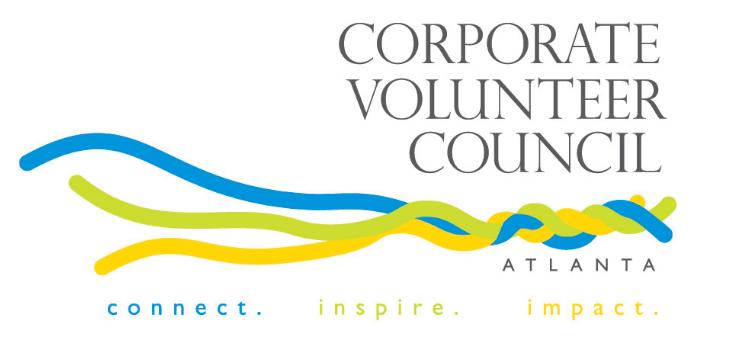 CORPORATE
VOLUNTEER
COUNCIL
ATLANTA
connect. inspire. impact.